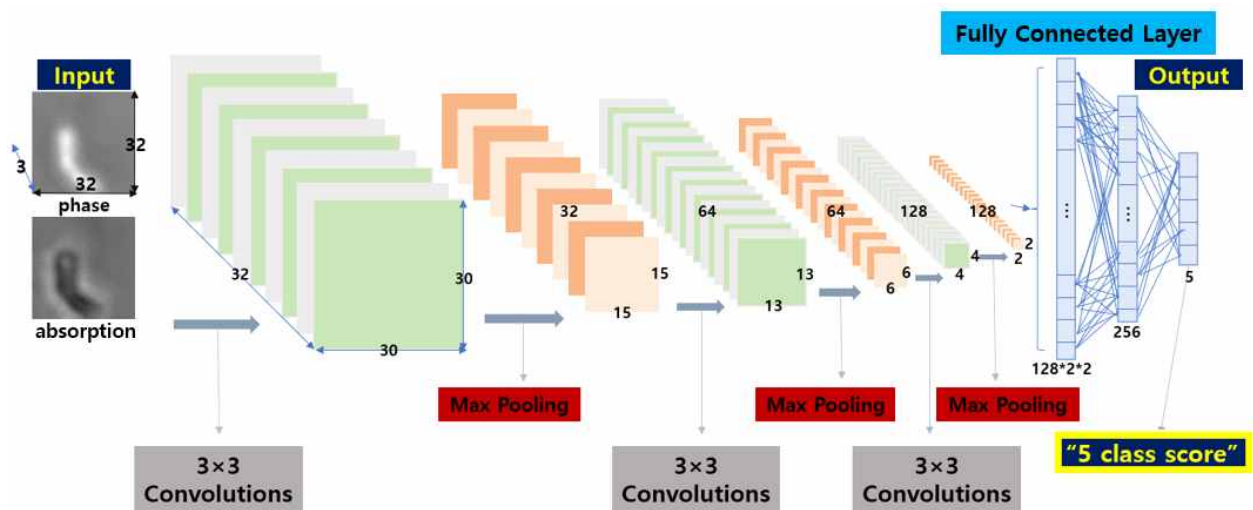 Fully Connected Layer
Input
Output
32
3
32
phase
absorption
32
30
30
32
15
15
64
13
13
64
6
6
128
4
4
128
2
2
...
...
128*2*2
256
5
Max Pooling
Max Pooling
Max Pooling
3×3
Convolutions
3×3
Convolutions
3×3
Convolutions
"5 class score"